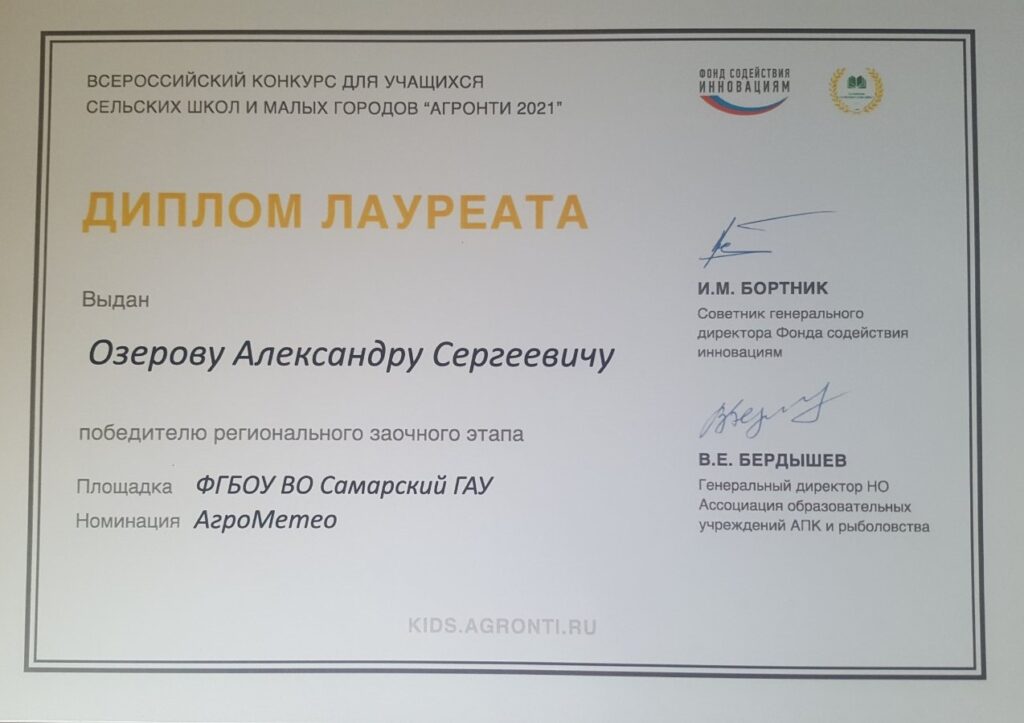 ВСЕРОССИЙСКИЙ КОНКУРС ДЛЯ УЧАЩИХСЯ
СЕЛЬСКИХ ШКОЛ И МАЛЫХ ГОРОДОВ “АГРОНТИ 2021”
ФОНД СОДЕЙСТВИЯ
ИННОВАЦИЯМ
ДИПЛОМ ЛАУРЕАТА
Выдан
Озерову Александру Сергеевичу
победителю регионального заочного этапа
Площадка ФГБОУ ВО Самарский ГАУ
Номинация АгроМетео
И.М. БОРТНИК
Советник генерального
директора Фонда содействия
инновациям
В.Е. БЕРДЫШЕВ
Генеральный директор НО
Ассоциация образовательных
учреждений АПК и рыболовства
KIDS.AGRONTI.RU